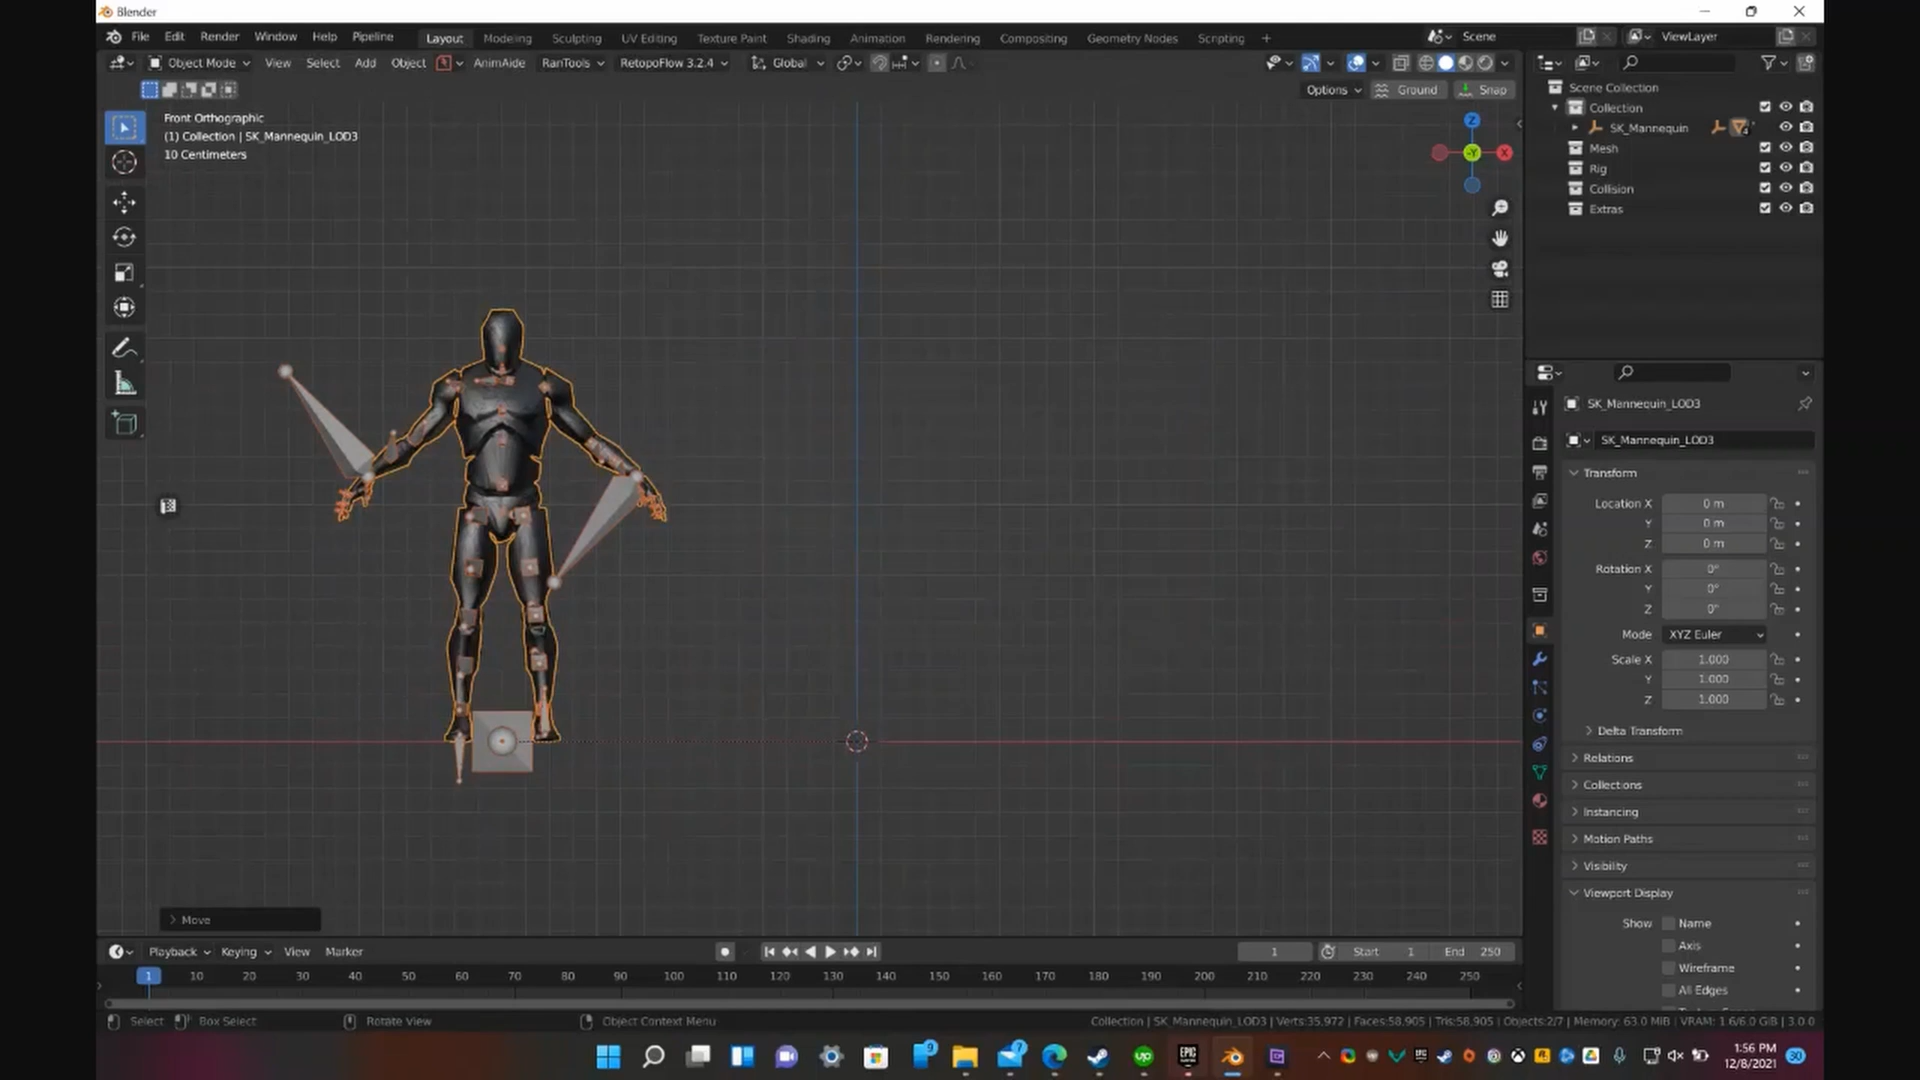 Blender
File Edit Render Window Help Pipeline Layout Modeling Sculpting UV Editing Texture Paint Shading Animation Rendering Compositing Geometry Nodes Scripting + Scene ViewLayer
Object Mode View Select Add Object AnimAide RanTools RetopoFlow 3.2.4 Global
Options Ground Snap
Scene Collection
Collection
SK_Mannequin
Mesh
Rig
Collision
Extras
Front Orthographic
(1) Collection | SK_Mannequin_LOD3
10 Centimeters
Z
-Y
X
SK_Mannequin_LOD3
SK_Mannequin_LOD3
Transform
Location X 0 m
Y 0 m
Z 0 m
Rotation X 0°
Y 0°
Z 0°
Mode XYZ Euler
Scale X 1.000
Y 1.000
Z 1.000
Delta Transform
Relations
Collections
Instancing
Motion Paths
Visibility
Viewport Display
Show Name
Axis
Wireframe
All Edges
Move
Playback Keying View Marker 1 Start 1 End 250
1 10 20 30 40 50 60 70 80 90 100 110 120 130 140 150 160 170 180 190 200 210 220 230 240 250
Select Box Select Rotate View Object Context Menu Collection | SK_Mannequin_LOD3 | Verts:35,972 | Faces:58,905 | Tris:58,905 | Objects:2/7 | Memory: 63.0 MiB | VRAM: 1.6/6.0 GiB | 3.0.0
9 7 up EPIC
1:56 PM
12/8/2021
30